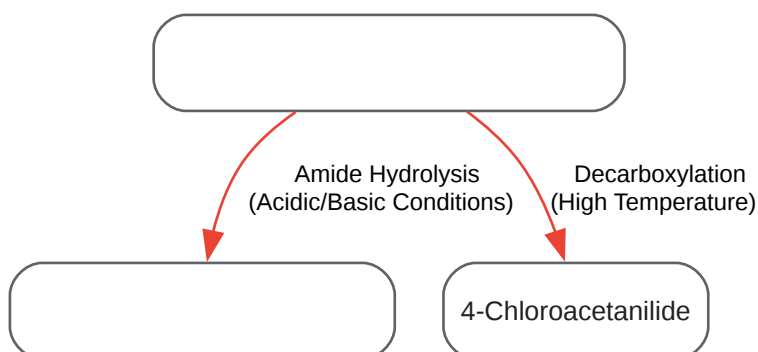 Amide Hydrolysis
(Acidic/Basic Conditions)
Decarboxylation
(High Temperature)
4-Chloroacetanilide